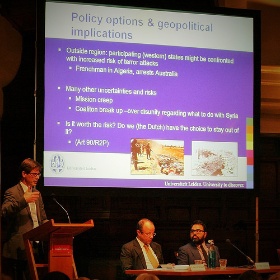 Policy options & geopolitical
implications
Outside region: participating (western) states might be confronted
with increased risk of terror attacks
Frenchman in Algeria, arrests Australia
Many other uncertainties and risks
Mission creep
Coalition break up –over disunity regarding what to do with Syria
Is it worth the risk? Do we (the Dutch) have the choice to stay out of
it?
(Art 90/R2P)
Universiteit Leiden. University to discover.